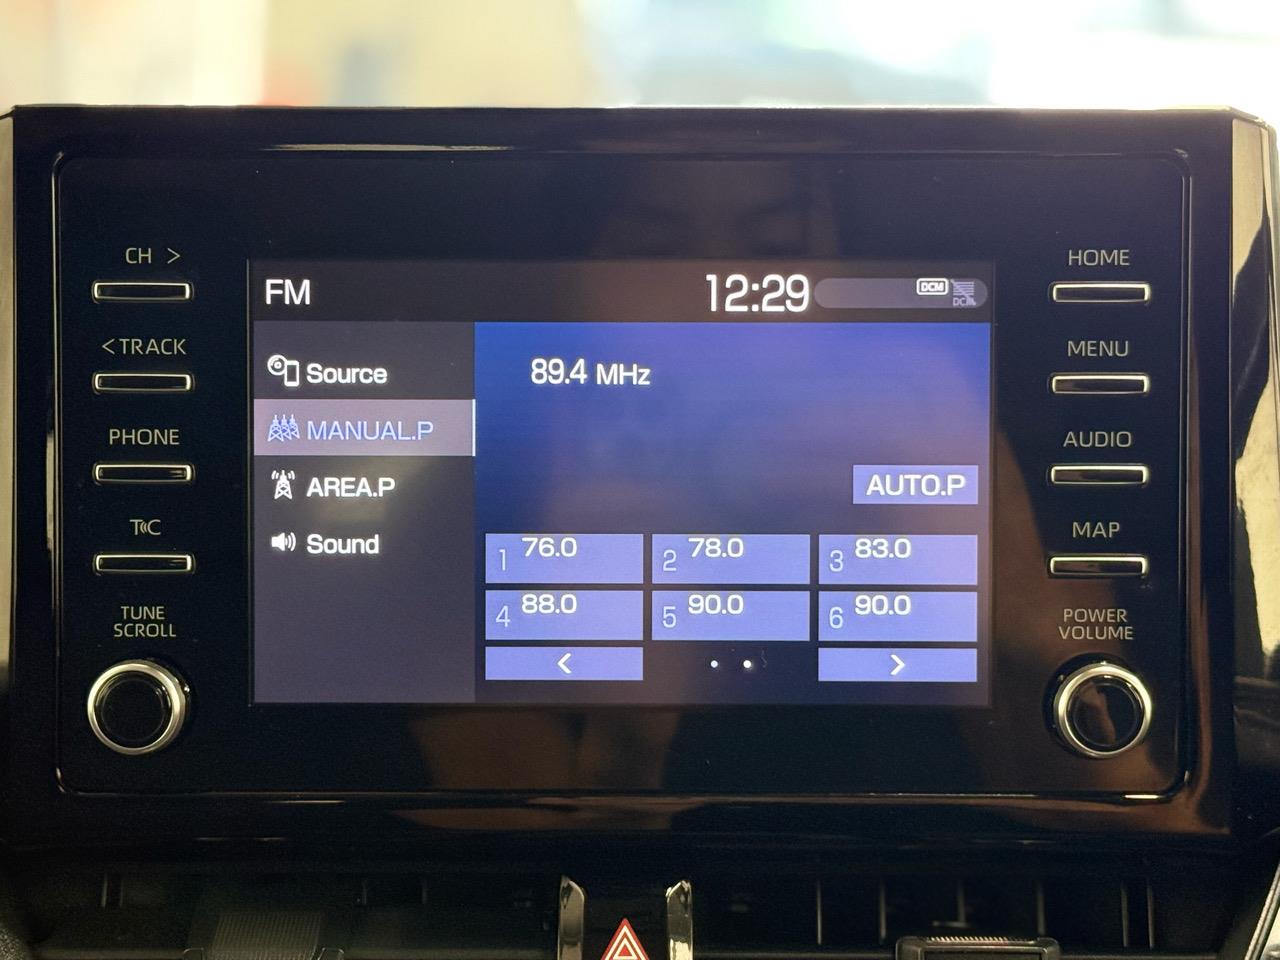 CH >
<TRACK
PHONE
T C
TUNE
SCROLL
FM
12:29
DCM
DCM
Source
MANUAL.P
AREA.P
Sound
89.4 MHz
AUTO.P
1 76.0
2 78.0
3 83.0
4 88.0
5 90.0
6 90.0
<
>
HOME
MENU
AUDIO
MAP
POWER
VOLUME